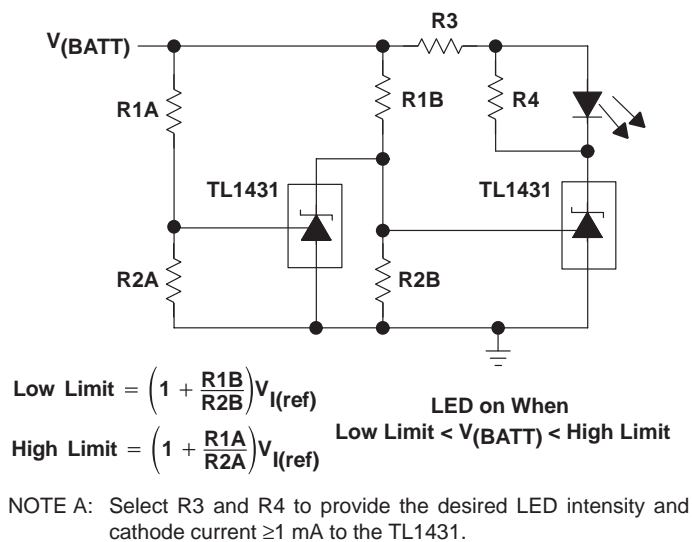 R3
V(BATT)
R1A
R1B
R4
TL1431
TL1431
R2A
R2B
Low Limit = (1 + R1B/R2B)VI(ref)
LED on When
Low Limit < V(BATT) < High Limit
High Limit = (1 + R1A/R2A)VI(ref)
NOTE A: Select R3 and R4 to provide the desired LED intensity and
cathode current ≥1 mA to the TL1431.